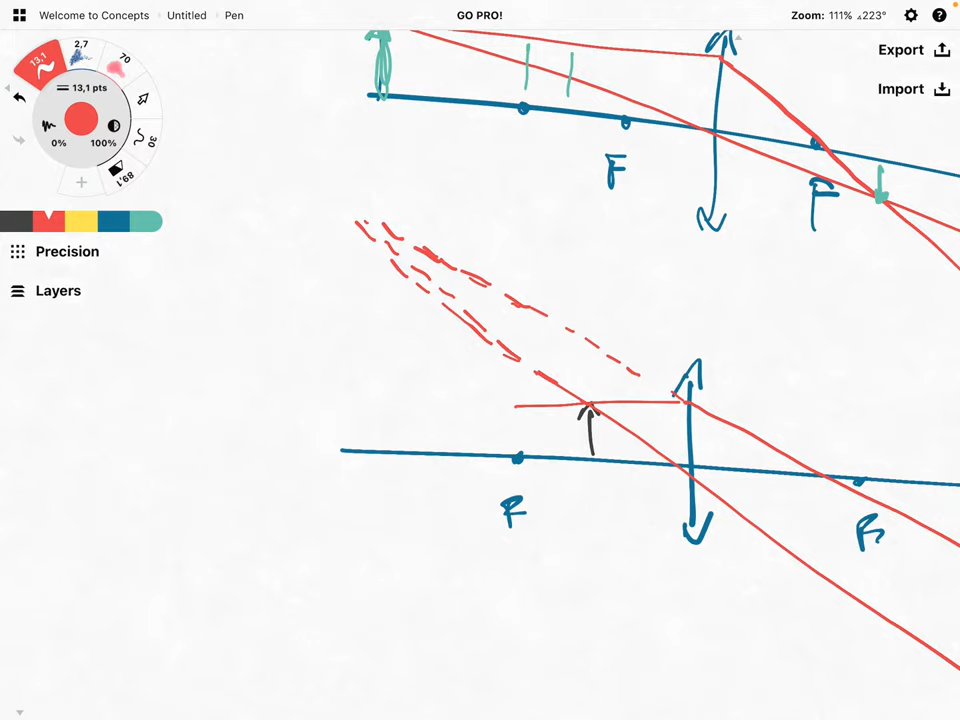 Welcome to Concepts Untitled Pen
GO PRO!
Zoom: 111% ⊿223°
Export
Import
13,1
2,7
70
13,1 pts
0%
100%
30
89,1
Precision
Layers
F
F
F